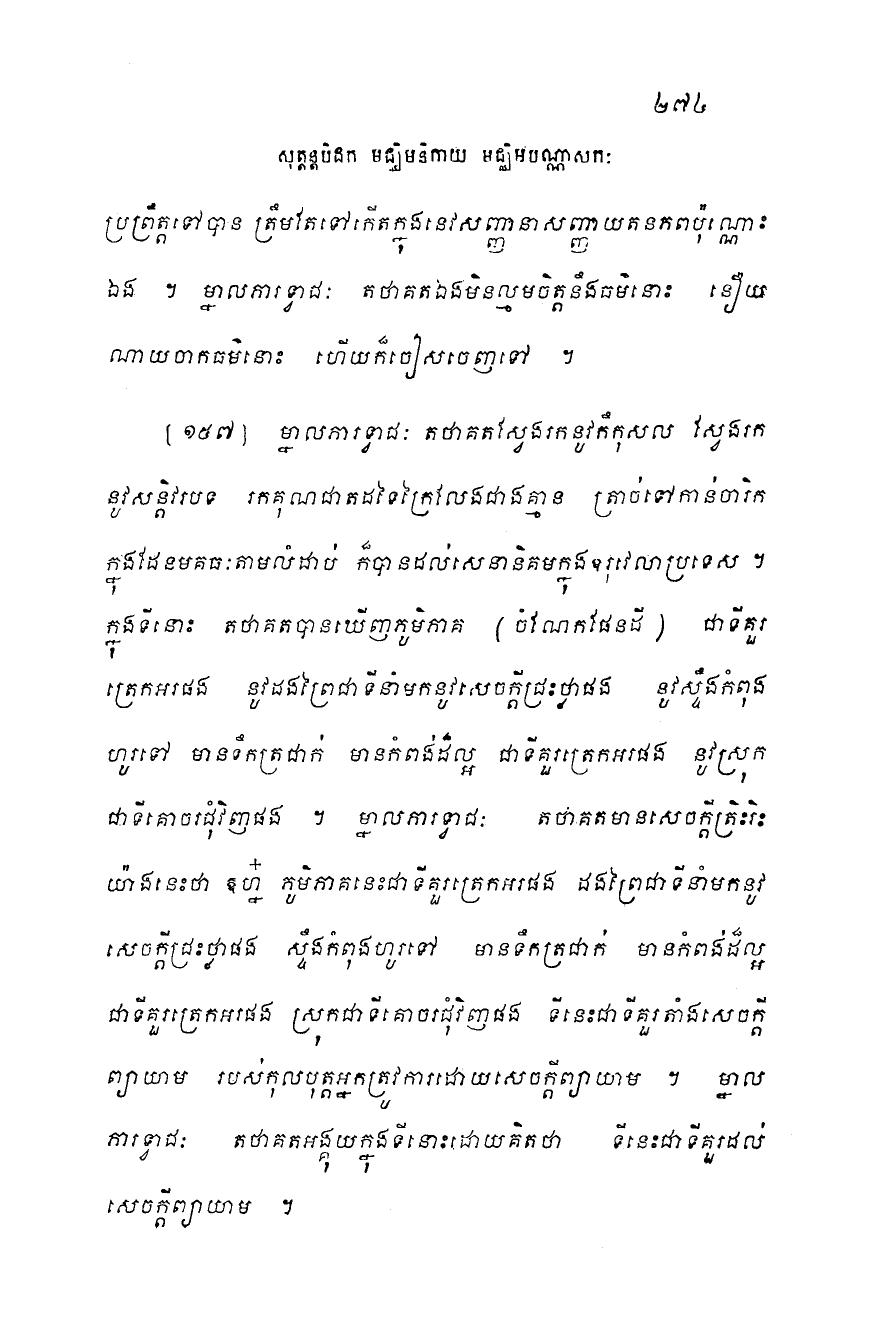 ២៧៤
សុត្តន្តបិដក មជ្ឈិមនិកាយ មជ្ឈិមបណ្ណាសកៈ
ប្រព្រឹត្តទៅបាន ត្រឹមតែទៅកើតក្នុងនេវសញ្ញានាសញ្ញាយតនភពប៉ុណ្ណោះ
ឯង ។ ម្នាលភារទ្វាជៈ តថាគតឯងមិនល្មមចិត្តនឹងធម៌នោះ នឿយ
ណាយចាកធម៌នោះ ហើយក៏ចៀសចេញទៅ ។
[១៥៧] ម្នាលភារទ្វាជៈ តថាគតស្វែងរកនូវកឹកុសល ស្វែងរក
នូវសន្តិវរបទ រកគុណជាតដទៃក្រៃលែងជាងគ្មាន ត្រាច់ទៅកាន់ចារិក
ក្នុងដែនមគធៈតាមលំដាប់ ក៏បានដល់សេនានិគមក្នុងឧរុវេលាប្រទេស ។
ក្នុងទីនោះ តថាគតបានឃើញភូមិភាគ (ចំណែកផែនដី) ជាទីគួរ
ត្រេកអរផង នូវដងព្រៃជាទីនាំមកនូវសេចក្តីជ្រះថ្លាផង នូវស្ទឹងកំពុង
ហូរទៅ មានទឹកត្រជាក់ មានកំពង់ដ៏ល្អ ជាទីគួរត្រេកអរផង នូវស្រុក
ជាទីគោចរជុំវិញផង ។ ម្នាលភារទ្វាជៈ តថាគតមានសេចក្តីត្រិះរិះ
យ៉ាងនេះថា ឧហ្ន៎ ភូមិភាគនេះជាទីគួរត្រេកអរផង ដងព្រៃជាទីនាំមកនូវ
សេចក្តីជ្រះថ្លាផង ស្ទឹងកំពុងហូរទៅ មានទឹកត្រជាក់ មានកំពង់ដ៏ល្អ
ជាទីគួរត្រេកអរផង ស្រុកជាទីគោចរជុំវិញផង ទីនេះជាទីគួរតាំងសេចក្តី
ព្យាយាម របស់កុលបុត្តអ្នកត្រូវការដោយសេចក្តីព្យាយាម ។ ម្នាល
ភារទ្វាជៈ តថាគតអង្គុយក្នុងទីនោះដោយគិតថា ទីនេះជាទីគួរដល់
សេចក្តីព្យាយាម ។